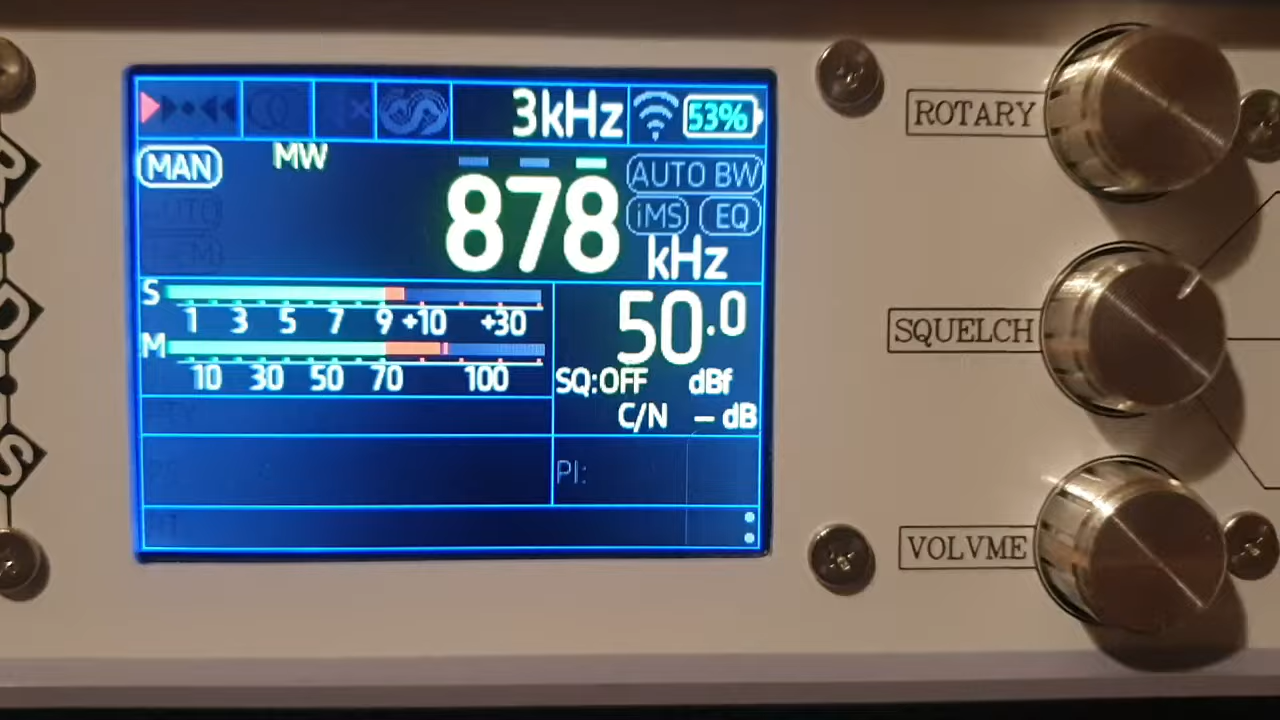 3kHz 53%
MAN MW AUTO BW
878 kHz
iMS EQ
S
1 3 5 7 9 +10 +30
M
10 30 50 70 100
50.0
SQ:OFF dBf
C/N – dB
PI:
ROTARY
SQUELCH
VOLVME
R
D
S